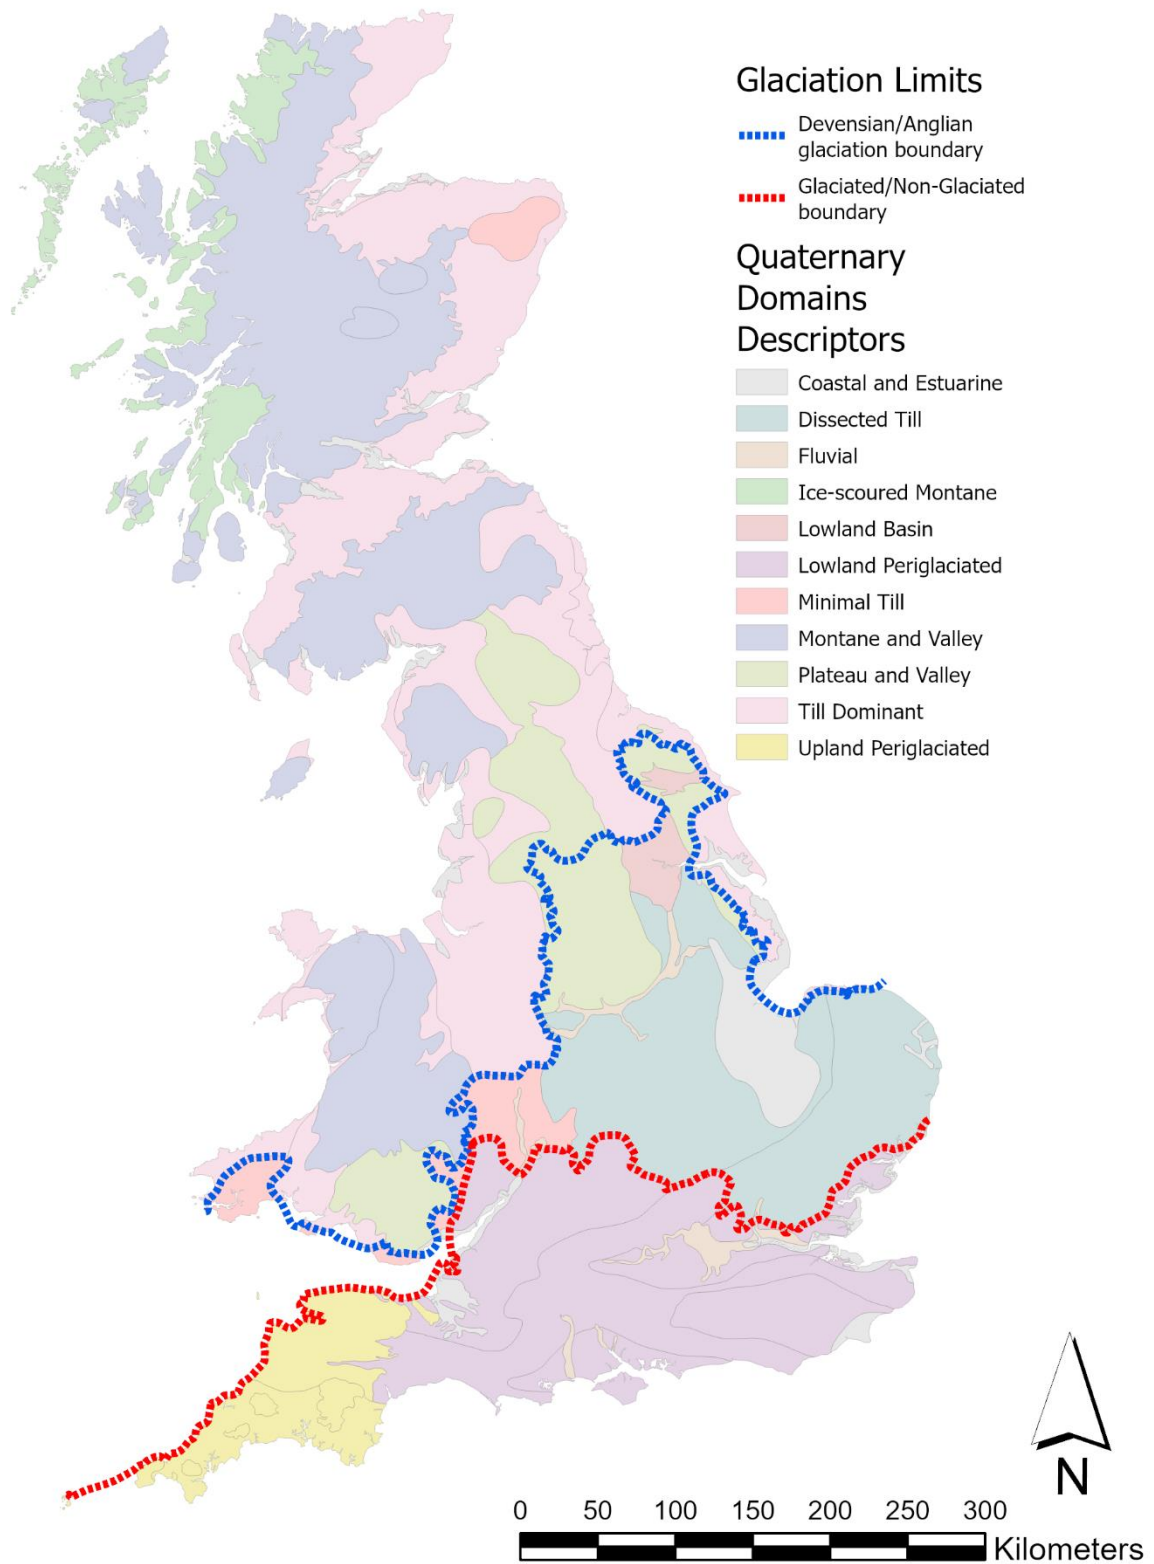 Glaciation Limits
Devensian/Anglian
glaciation boundary
Glaciated/Non-Glaciated
boundary
Quaternary
Domains
Descriptors
Coastal and Estuarine
Dissected Till
Fluvial
Ice-scoured Montane
Lowland Basin
Lowland Periglaciated
Minimal Till
Montane and Valley
Plateau and Valley
Till Dominant
Upland Periglaciated
N
0 50 100 150 200 250 300
Kilometers